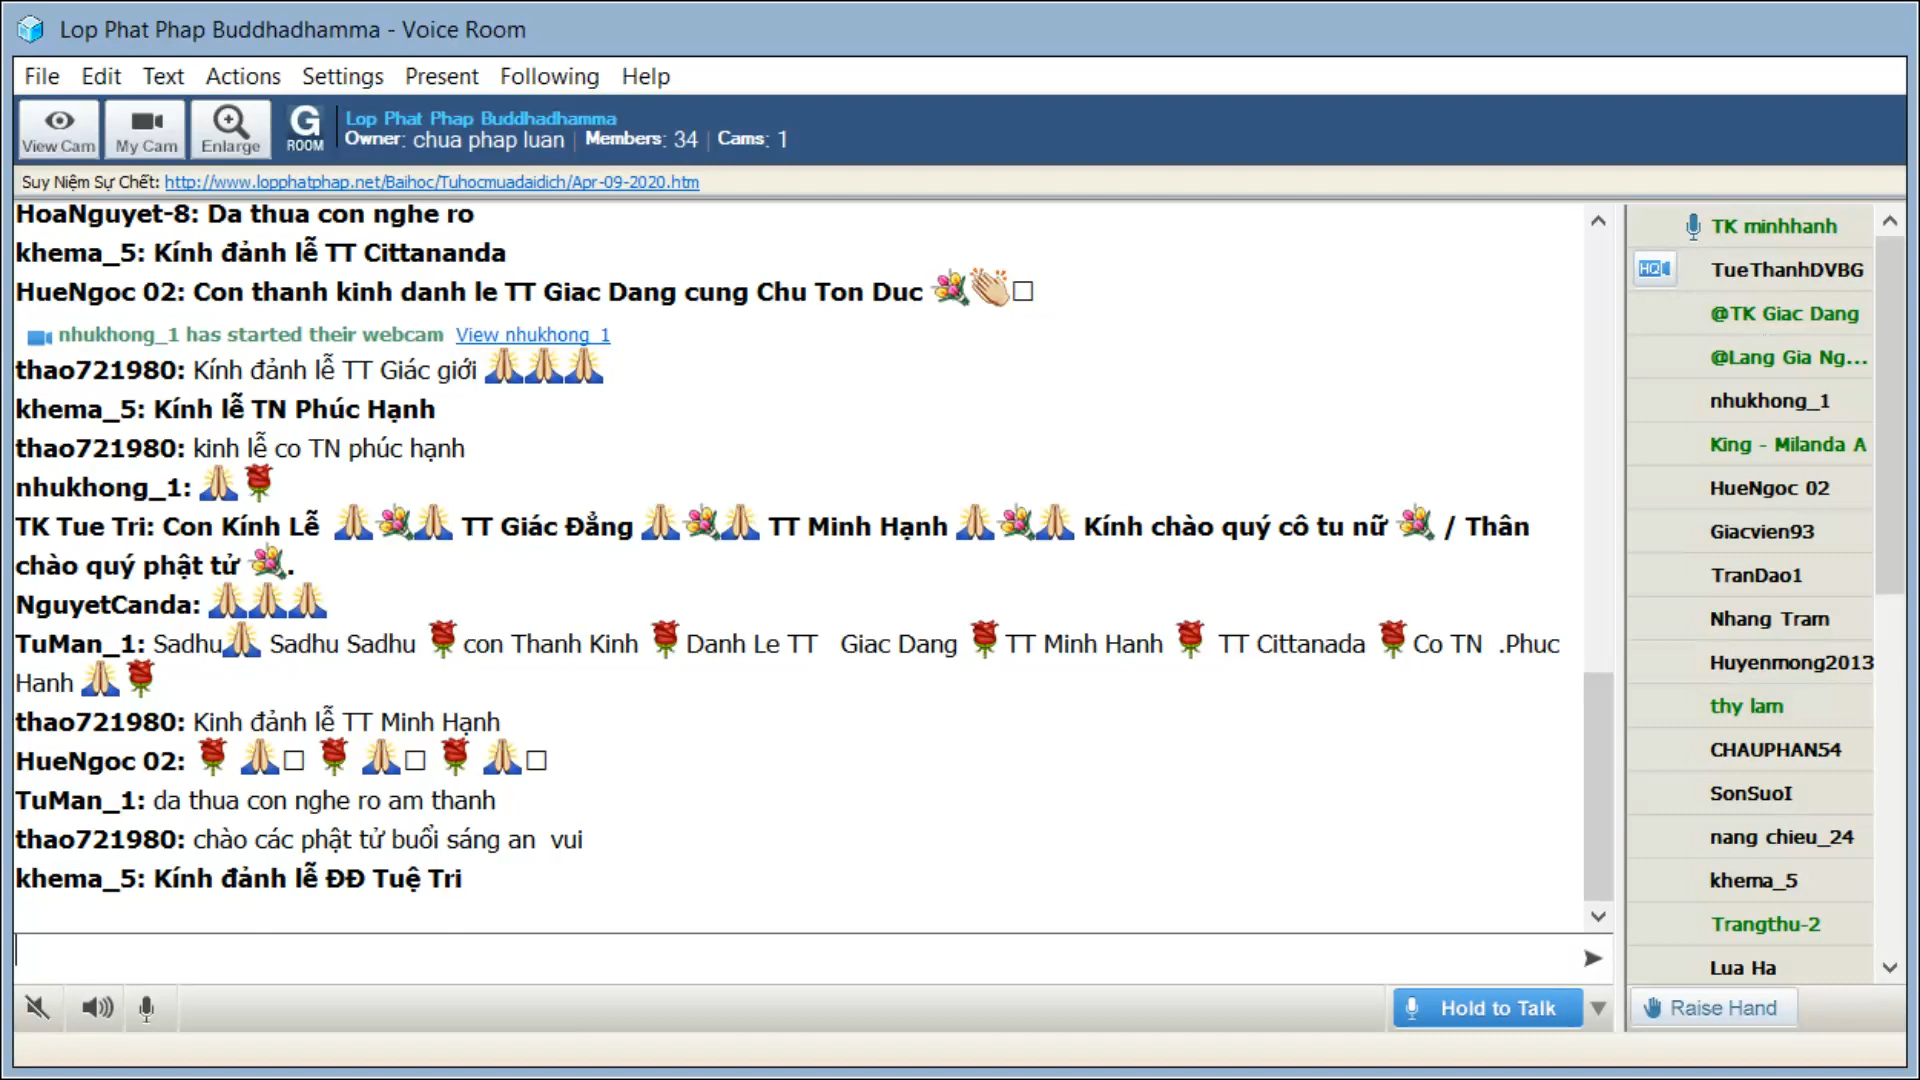 Lop Phat Phap Buddhadhamma - Voice Room
File Edit Text Actions Settings Present Following Help
View Cam My Cam Enlarge G ROOM
Lop Phat Phap Buddhadhamma
Owner: chua phap luan | Members: 34 | Cams: 1
Suy Niệm Sự Chết: http://www.lopphatphap.net/Baihoc/Tuhocmuadaidich/Apr-09-2020.htm
HoaNguyet-8: Da thua con nghe ro
khema_5: Kính đảnh lễ TT Cittananda
HueNgoc 02: Con thanh kinh danh le TT Giac Dang cung Chu Ton Duc 💐👏□
nhukhong_1 has started their webcam View nhukhong_1
thao721980: Kính đảnh lễ TT Giác giới 🙏🙏🙏
khema_5: Kính lễ TN Phúc Hạnh
thao721980: kinh lễ co TN phúc hạnh
nhukhong_1: 🙏🌹
TK Tue Tri: Con Kính Lễ 🙏💐🙏 TT Giác Đẳng 🙏💐🙏 TT Minh Hạnh 🙏💐🙏 Kính chào quý cô tu nữ 💐 / Thân
chào quý phật tử 💐.
NguyetCanda: 🙏🙏🙏
TuMan_1: Sadhu🙏 Sadhu Sadhu 🌹con Thanh Kinh 🌹Danh Le TT Giac Dang 🌹TT Minh Hanh 🌹 TT Cittanada 🌹Co TN .Phuc
Hanh 🙏🌹
thao721980: Kinh đảnh lễ TT Minh Hạnh
HueNgoc 02: 🌹 🙏□ 🌹 🙏□ 🌹 🙏□
TuMan_1: da thua con nghe ro am thanh
thao721980: chào các phật tử buổi sáng an vui
khema_5: Kính đảnh lễ ĐĐ Tuệ Tri
Hold to Talk
TK minhhanh
HQ TueThanhDVBG
@TK Giac Dang
@Lang Gia Ng...
nhukhong_1
King - Milanda A
HueNgoc 02
Giacvien93
TranDao1
Nhang Tram
Huyenmong2013
thy lam
CHAUPHAN54
SonSuoI
nang chieu_24
khema_5
Trangthu-2
Lua Ha
Raise Hand